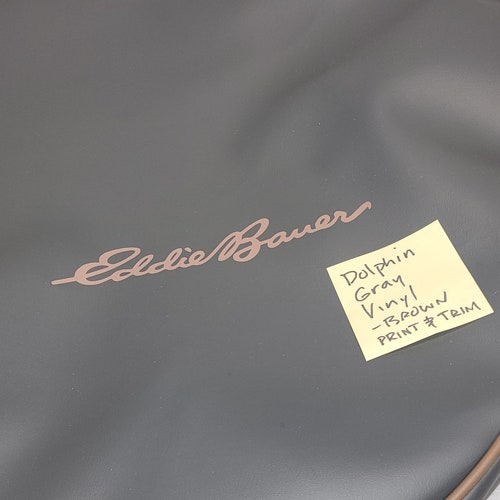 Eddie Bauer
Dolphin
Gray
Vinyl
-BROWN
PRINT & TRIM